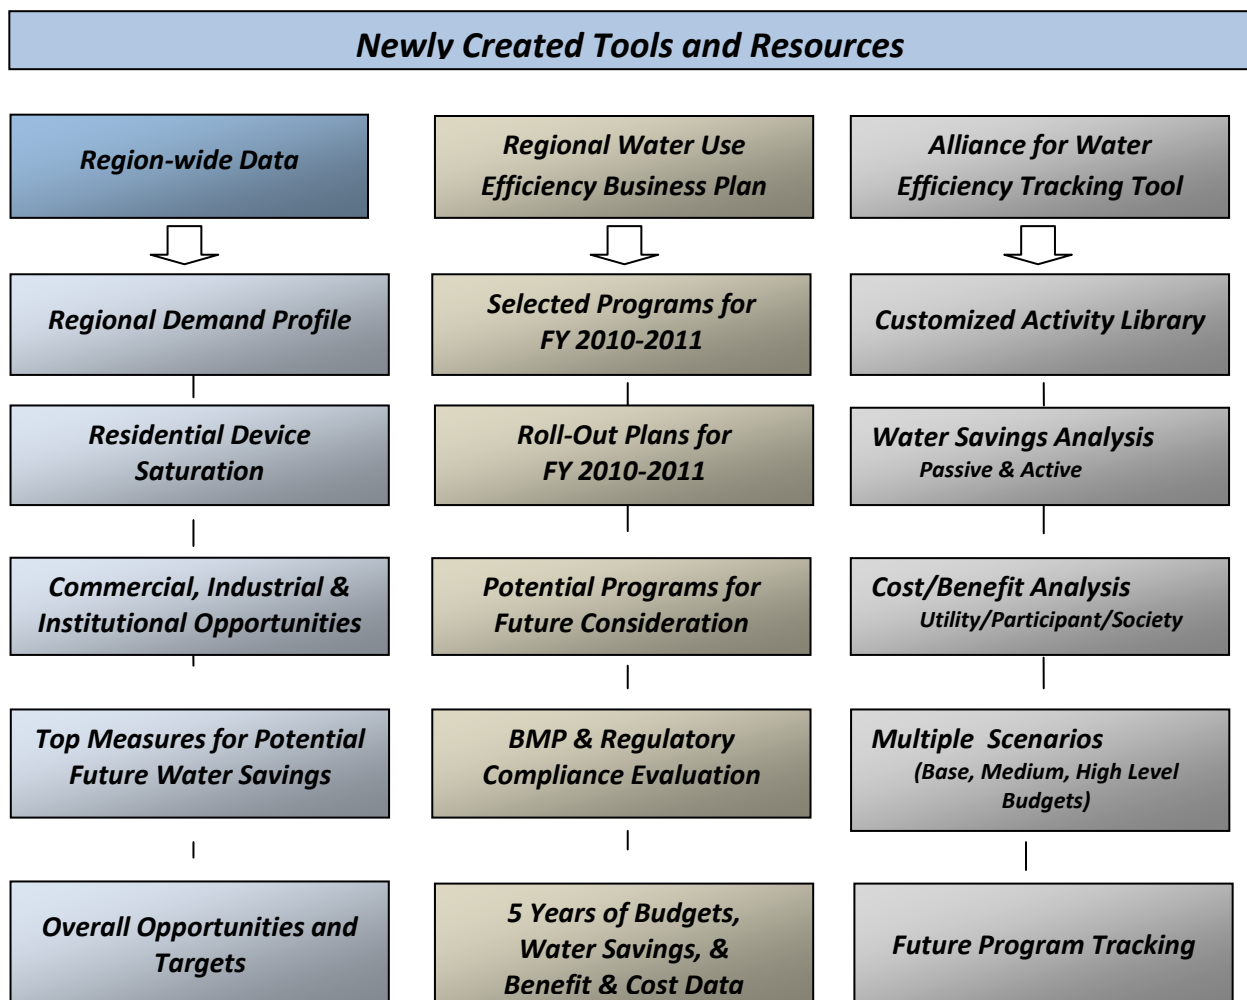 Newly Created Tools and Resources
Region-wide Data
Regional Water Use
Efficiency Business Plan
Alliance for Water
Efficiency Tracking Tool
Regional Demand Profile
Selected Programs for
FY 2010-2011
Customized Activity Library
Residential Device
Saturation
Roll-Out Plans for
FY 2010-2011
Water Savings Analysis
Passive & Active
Commercial, Industrial &
Institutional Opportunities
Potential Programs for
Future Consideration
Cost/Benefit Analysis
Utility/Participant/Society
Top Measures for Potential
Future Water Savings
BMP & Regulatory
Compliance Evaluation
Multiple Scenarios
(Base, Medium, High Level
Budgets)
Overall Opportunities and
Targets
5 Years of Budgets,
Water Savings, &
Benefit & Cost Data
Future Program Tracking